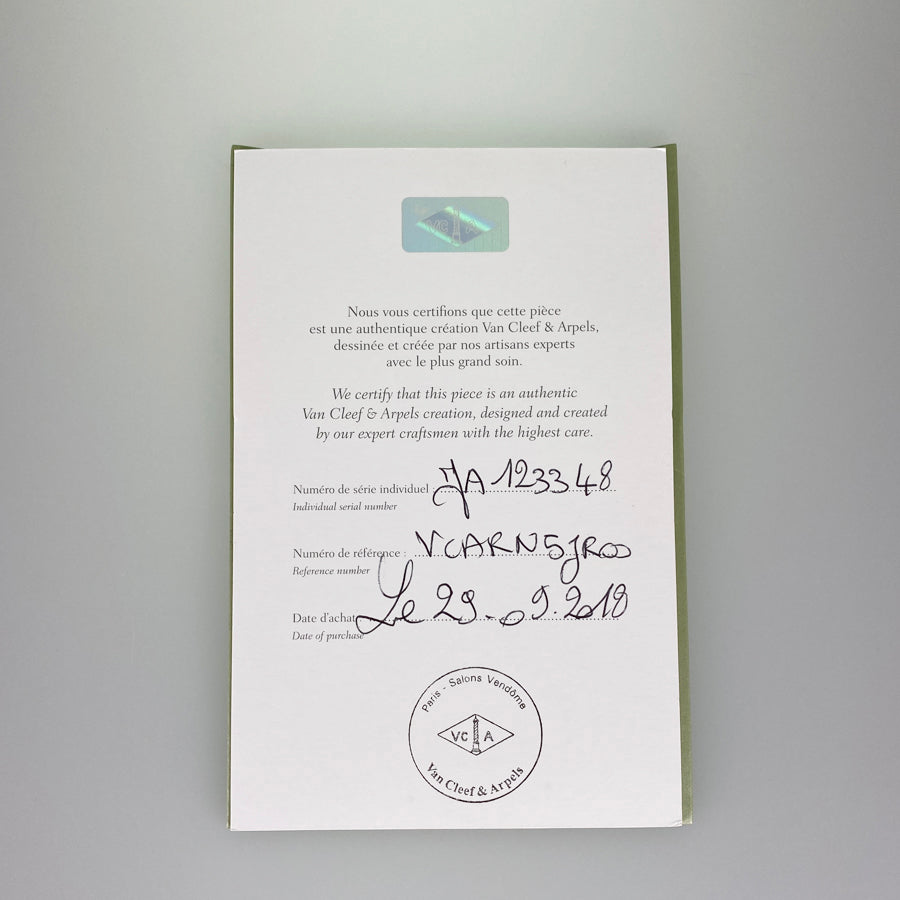 VC A
Nous vous certifions que cette pièce
est une authentique création Van Cleef & Arpels,
dessinée et créée par nos artisans experts
avec le plus grand soin.
We certify that this piece is an authentic
Van Cleef & Arpels creation, designed and created
by our expert craftsmen with the highest care.
Numéro de série individuel : JA 123348
Individual serial number
Numéro de référence : VCARN5JR00
Reference number
Date d'achat Le 29.09.2018
Date of purchase
Paris - Salons Vendôme
VC A
Van Cleef & Arpels